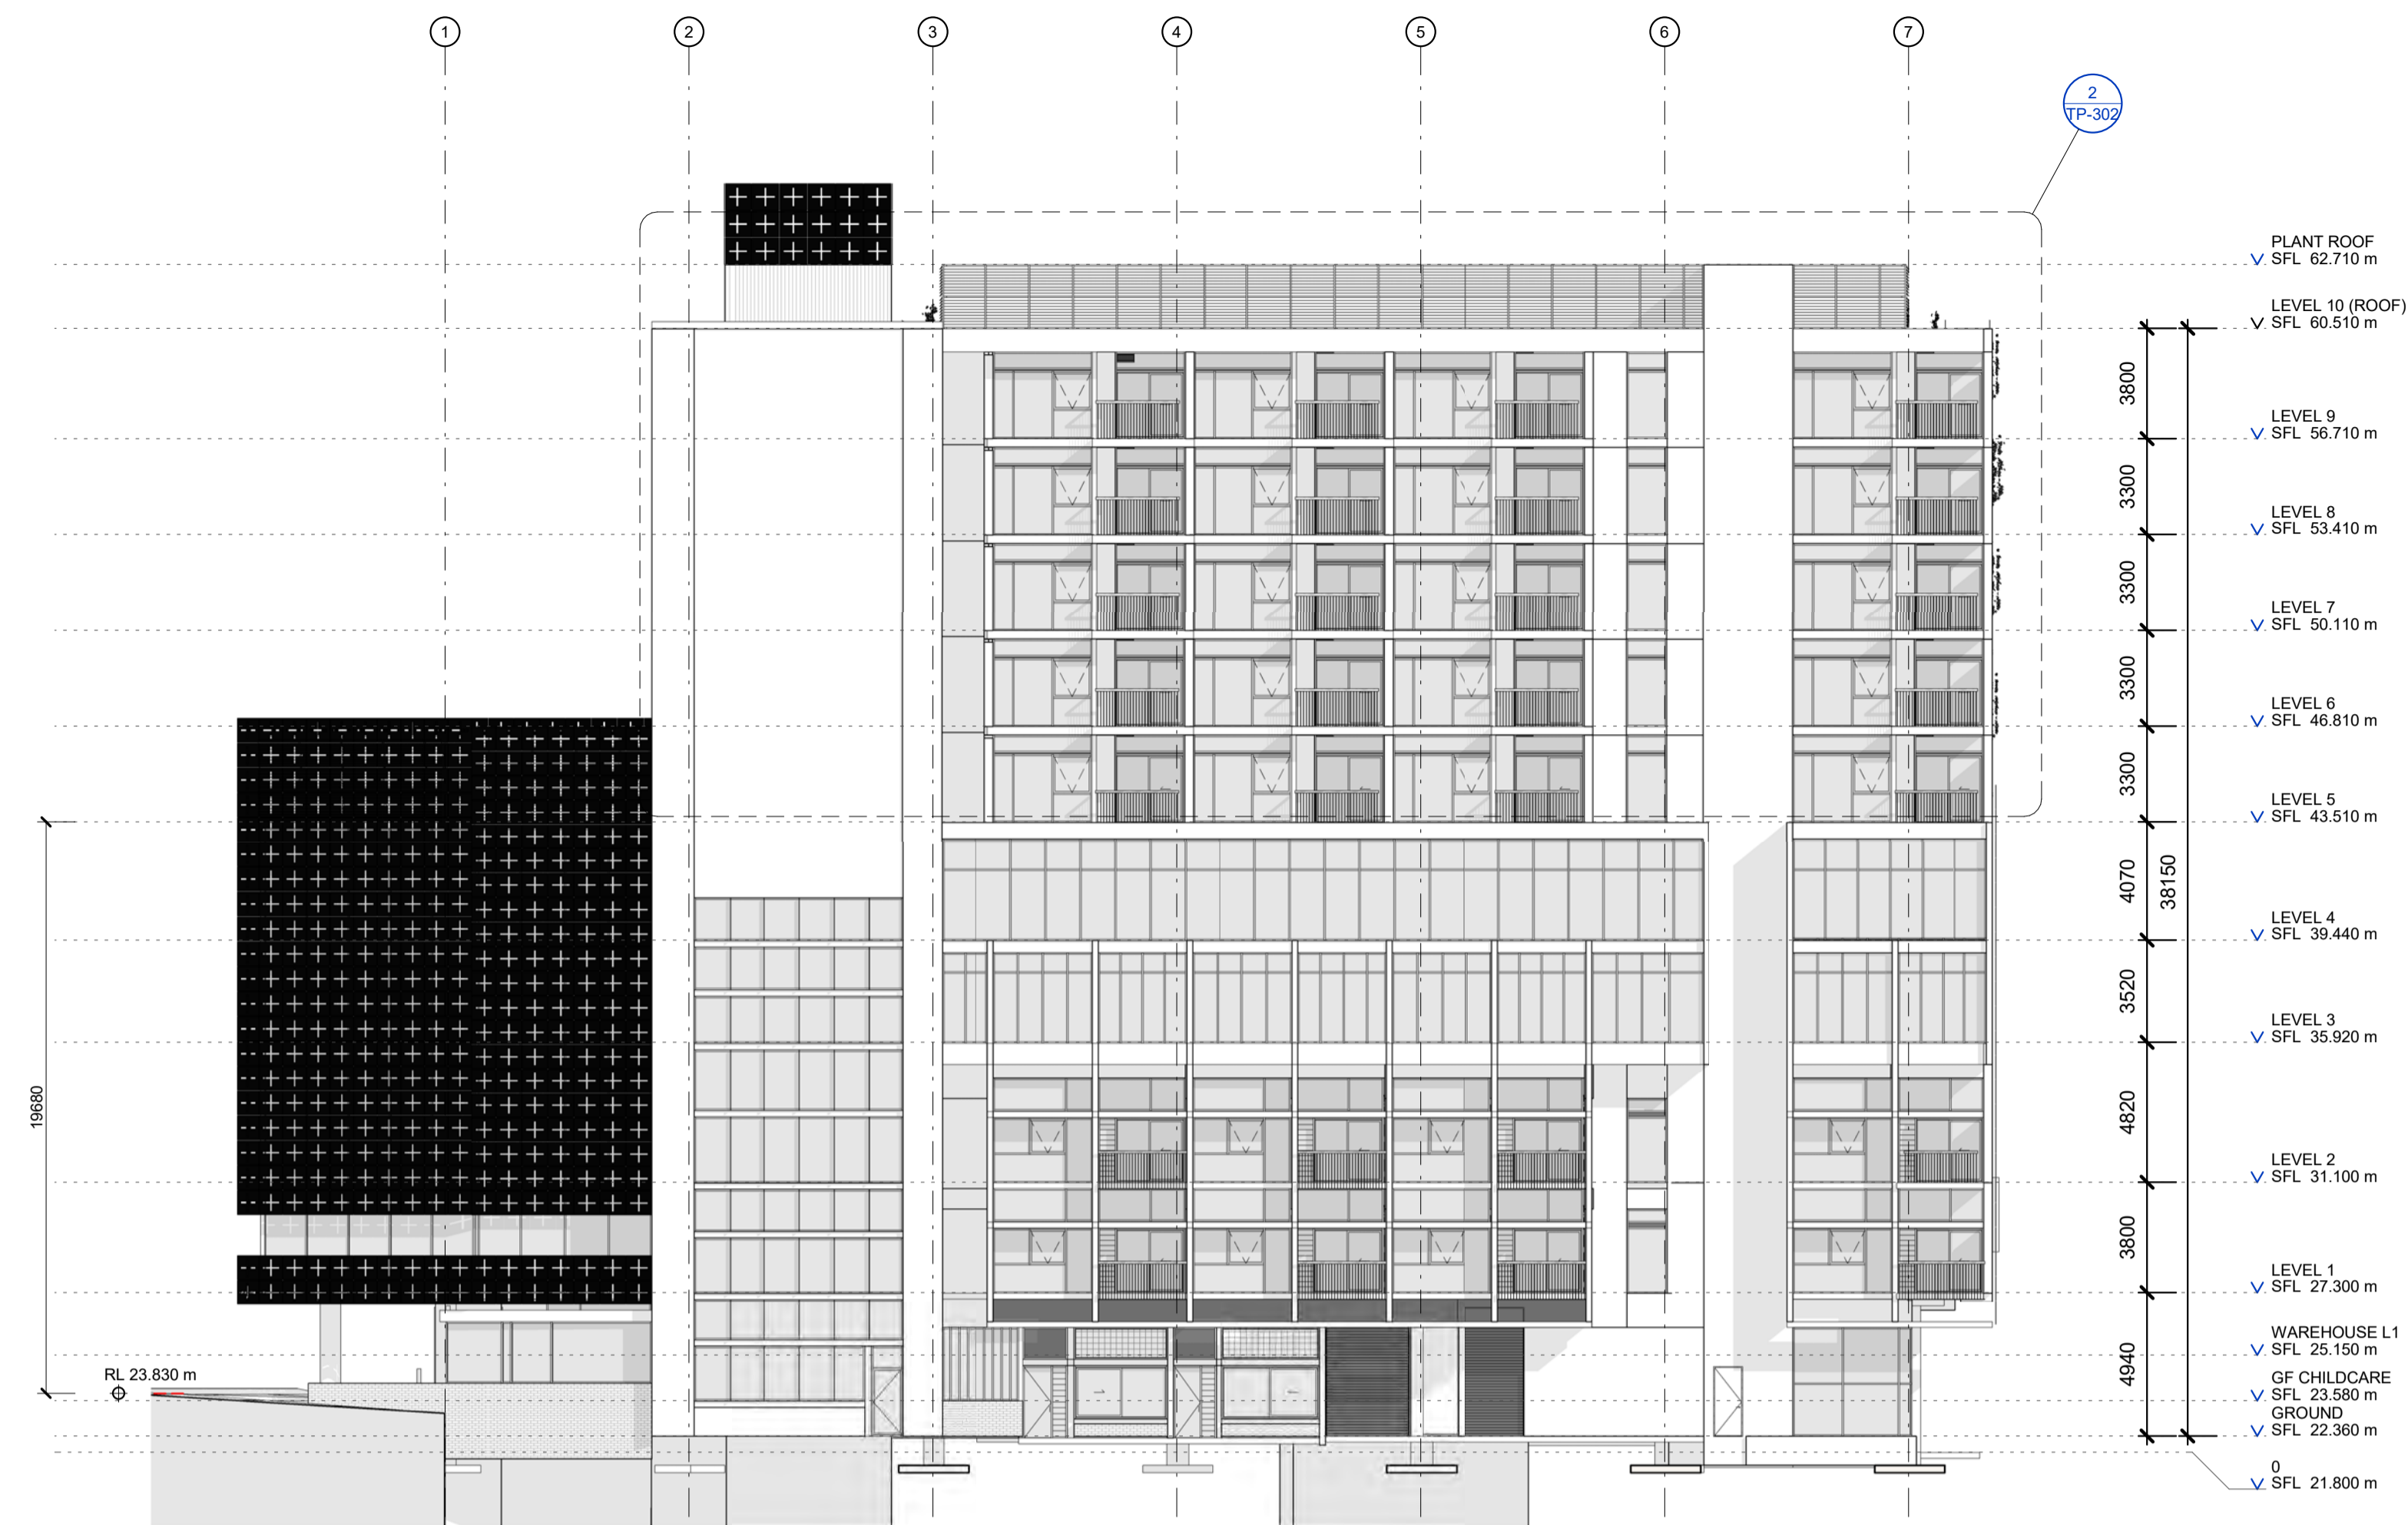 1
2
3
4
5
6
7
2
TP-302
PLANT ROOF
SFL 62.710 m
LEVEL 10 (ROOF)
SFL 60.510 m
3800
LEVEL 9
SFL 56.710 m
3300
LEVEL 8
SFL 53.410 m
3300
LEVEL 7
SFL 50.110 m
3300
LEVEL 6
SFL 46.810 m
3300
LEVEL 5
SFL 43.510 m
4070
38150
LEVEL 4
SFL 39.440 m
3520
LEVEL 3
SFL 35.920 m
4820
19680
LEVEL 2
SFL 31.100 m
3800
LEVEL 1
SFL 27.300 m
4940
WAREHOUSE L1
SFL 25.150 m
RL 23.830 m
GF CHILDCARE
SFL 23.580 m
GROUND
SFL 22.360 m
0
SFL 21.800 m